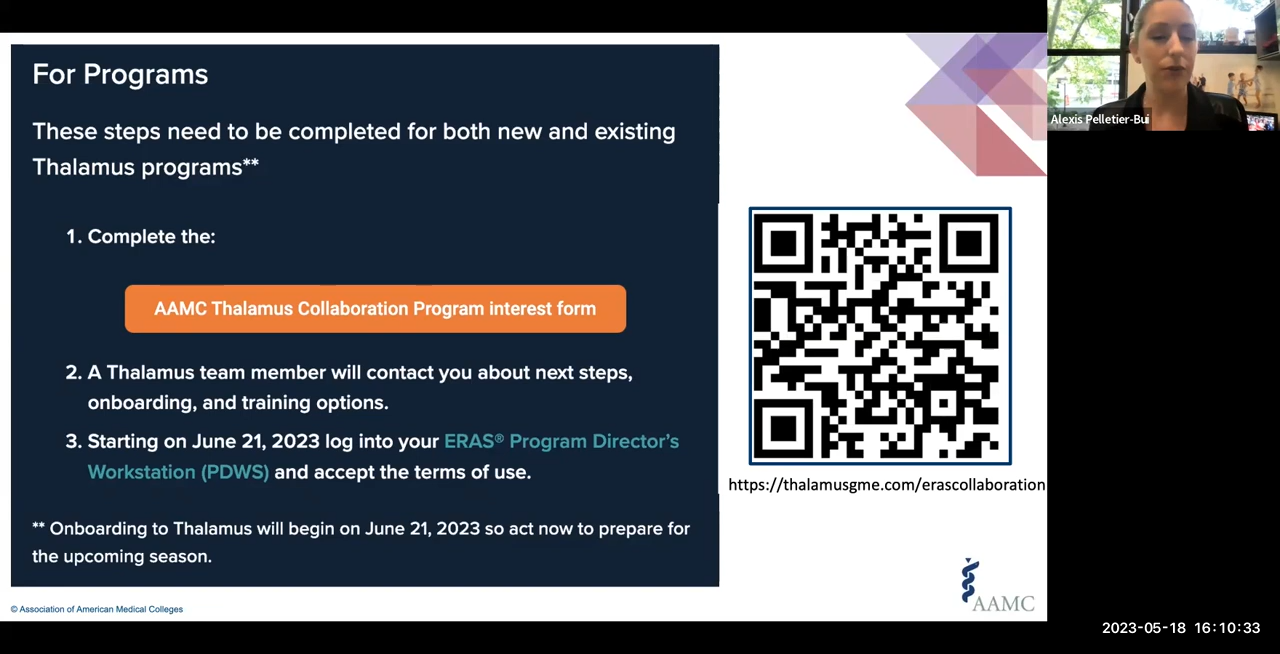 For Programs
These steps need to be completed for both new and existing
Thalamus programs**
1. Complete the:
AAMC Thalamus Collaboration Program interest form
2. A Thalamus team member will contact you about next steps,
onboarding, and training options.
3. Starting on June 21, 2023 log into your ERAS® Program Director’s
Workstation (PDWS) and accept the terms of use.
** Onboarding to Thalamus will begin on June 21, 2023 so act now to prepare for
the upcoming season.
© Association of American Medical Colleges
https://thalamusgme.com/erascollaboration
AAMC
Alexis Pelletier-Bui
2023-05-18 16:10:33